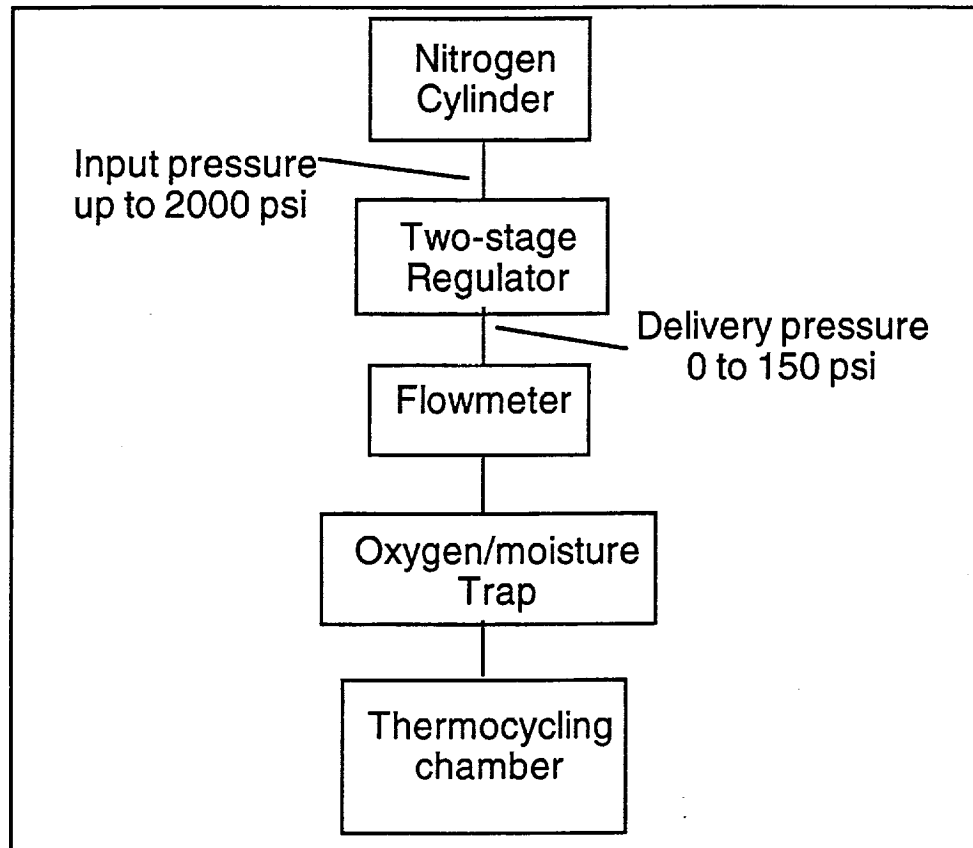 Nitrogen
Cylinder
Input pressure
up to 2000 psi
Two-stage
Regulator
Delivery pressure
0 to 150 psi
Flowmeter
Oxygen/moisture
Trap
Thermocycling
chamber